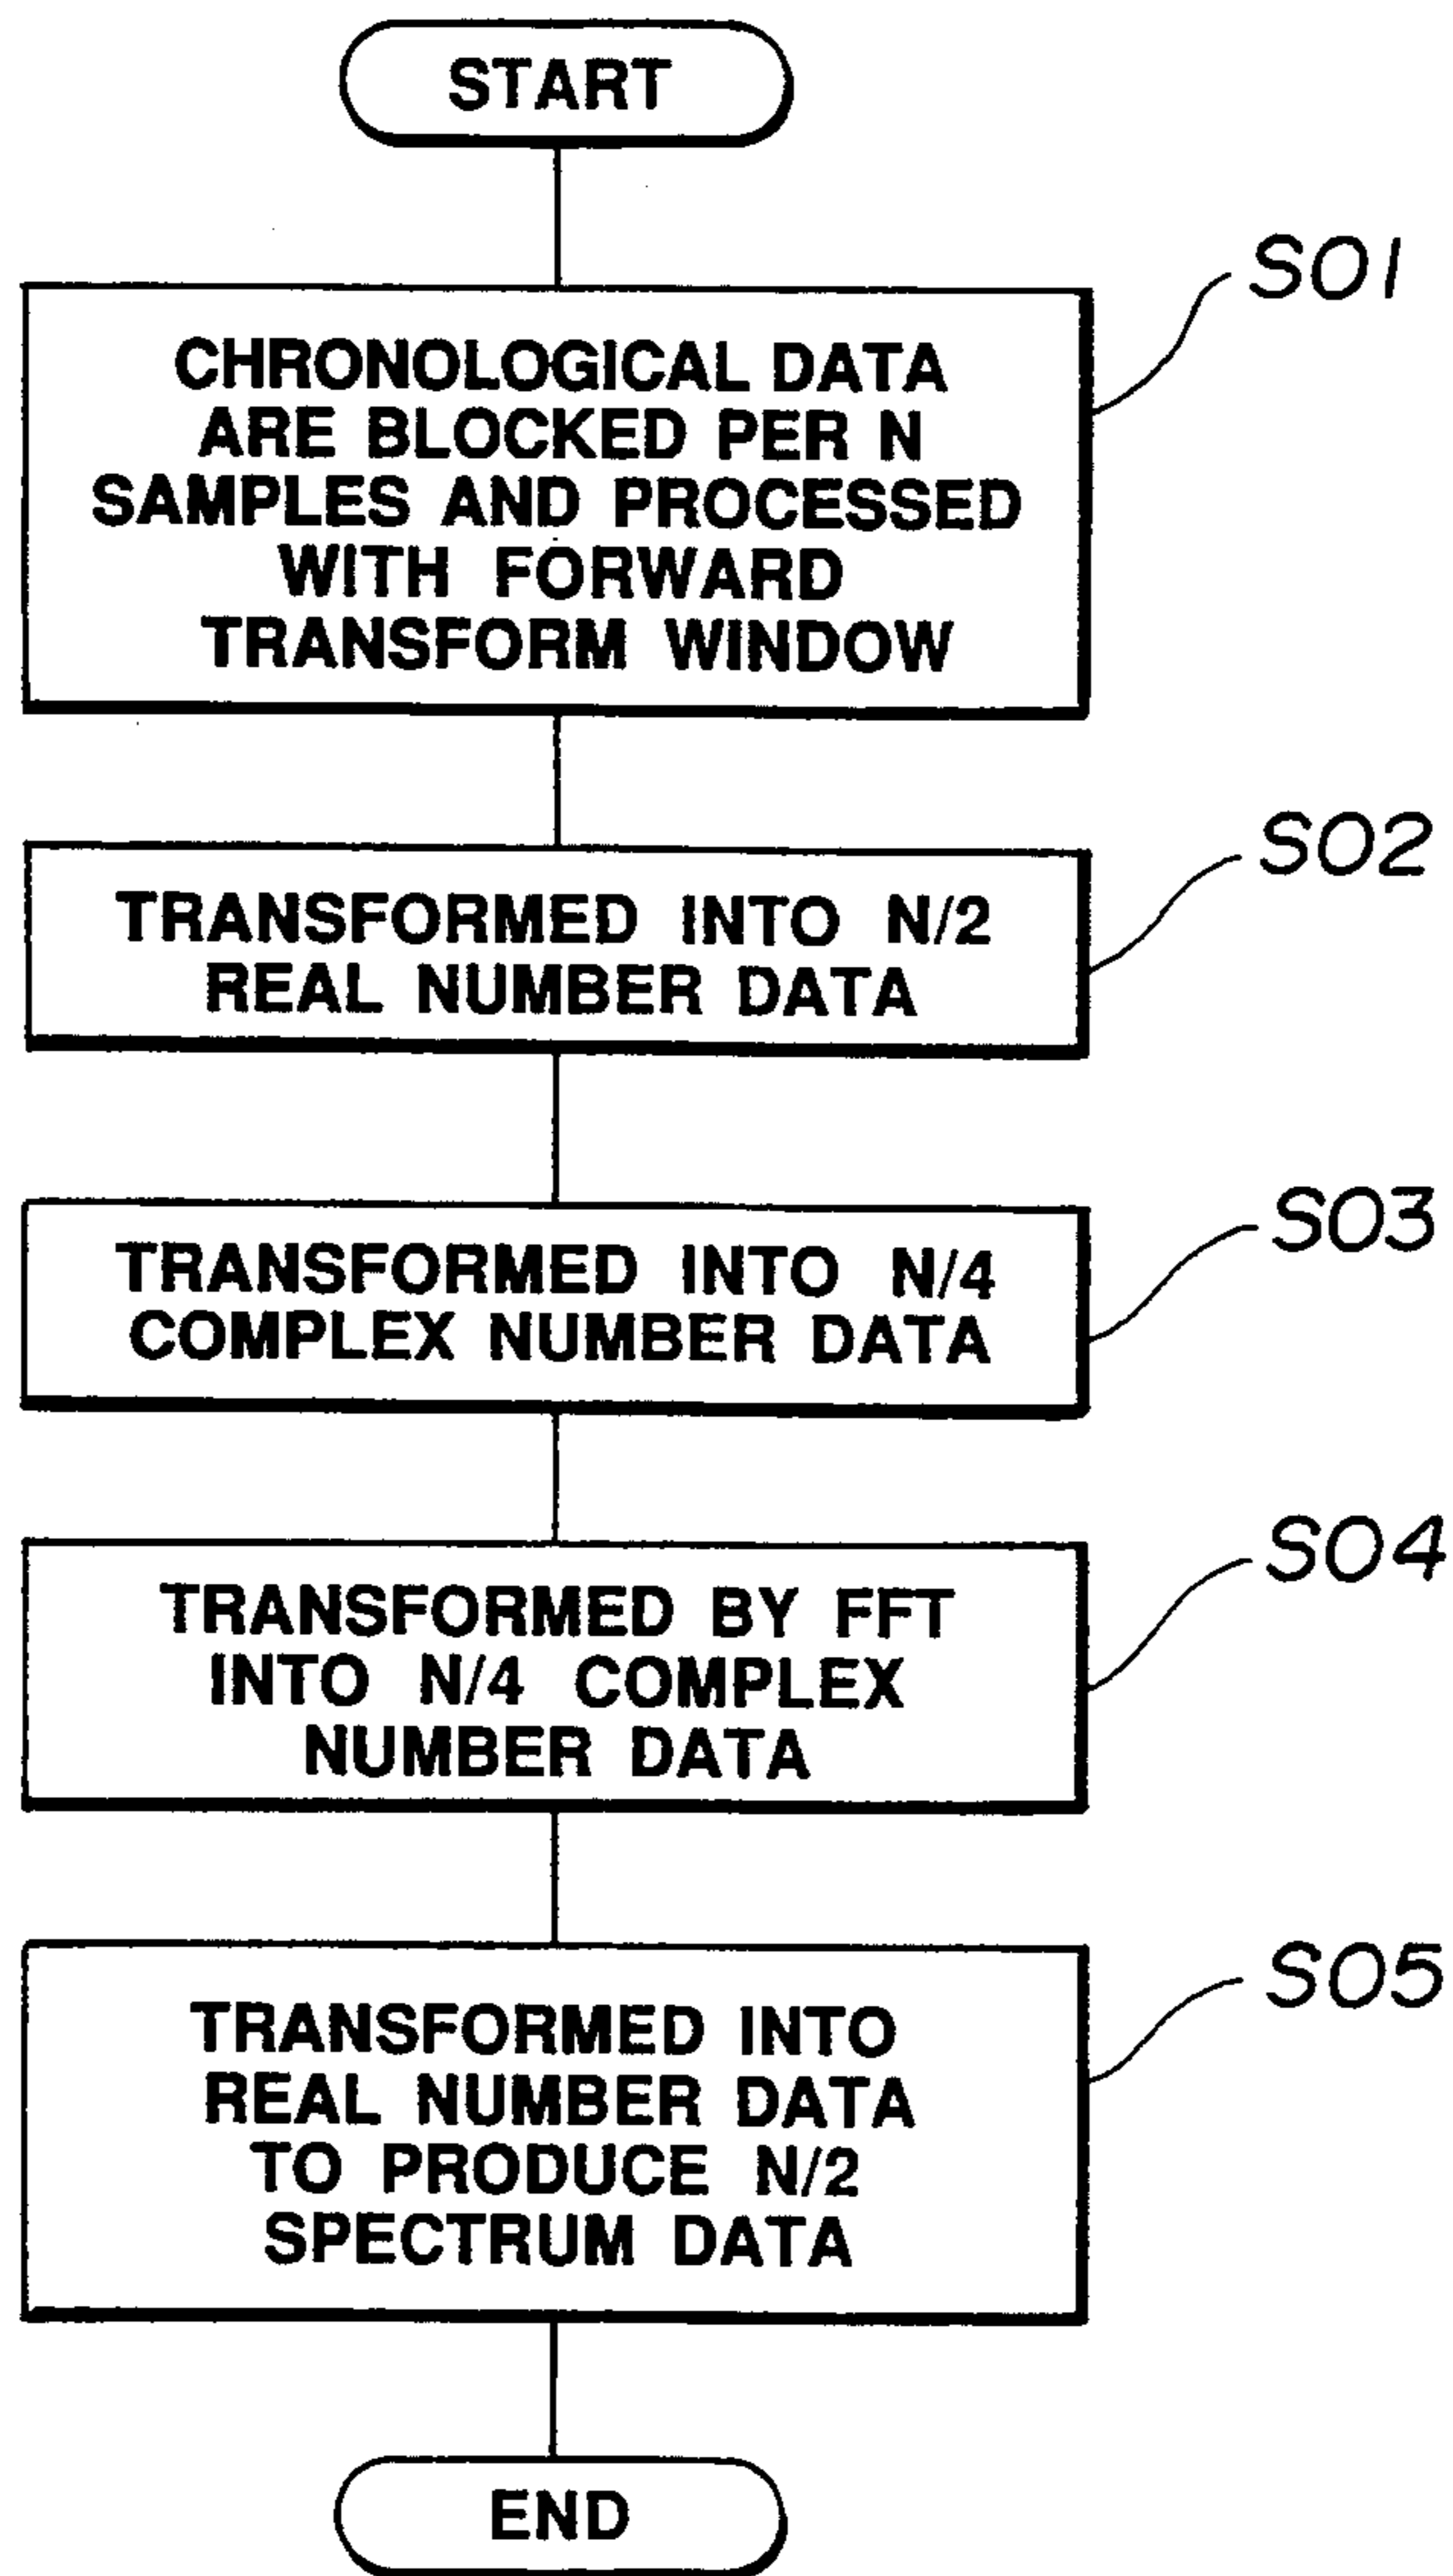 START
S01
CHRONOLOGICAL DATA
ARE BLOCKED PER N
SAMPLES AND PROCESSED
WITH FORWARD
TRANSFORM WINDOW
S02
TRANSFORMED INTO N/2
REAL NUMBER DATA
S03
TRANSFORMED INTO N/4
COMPLEX NUMBER DATA
S04
TRANSFORMED BY FFT
INTO N/4 COMPLEX
NUMBER DATA
S05
TRANSFORMED INTO
REAL NUMBER DATA
TO PRODUCE N/2
SPECTRUM DATA
END